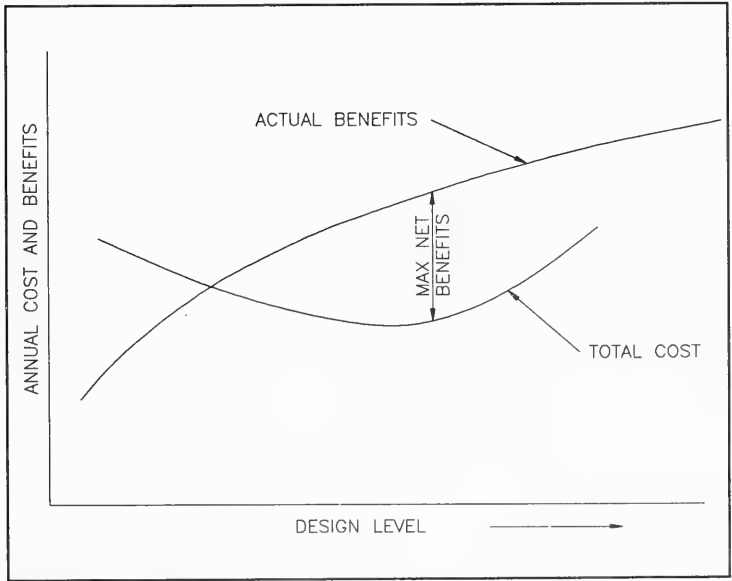 ACTUAL BENEFITS
ANNUAL COST AND BENEFITS
MAX NET
BENEFITS
TOTAL COST
DESIGN LEVEL